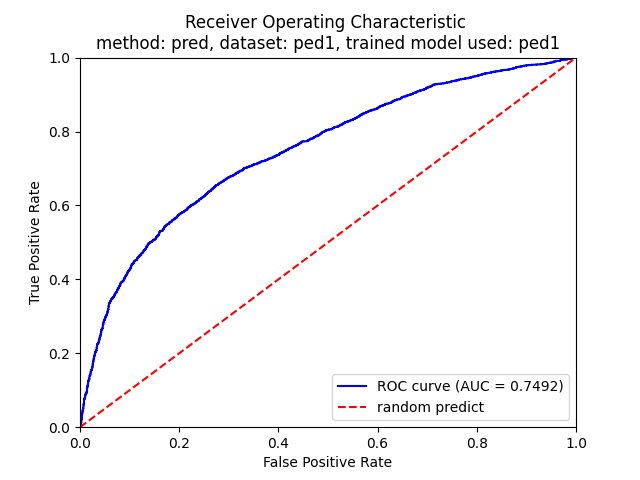 Receiver Operating Characteristic
method: pred, dataset: ped1, trained model used: ped1
1.0
0.8
0.6
0.4
0.2
0.0
True Positive Rate
ROC curve (AUC = 0.7492)
random predict
0.0 0.2 0.4 0.6 0.8 1.0
False Positive Rate